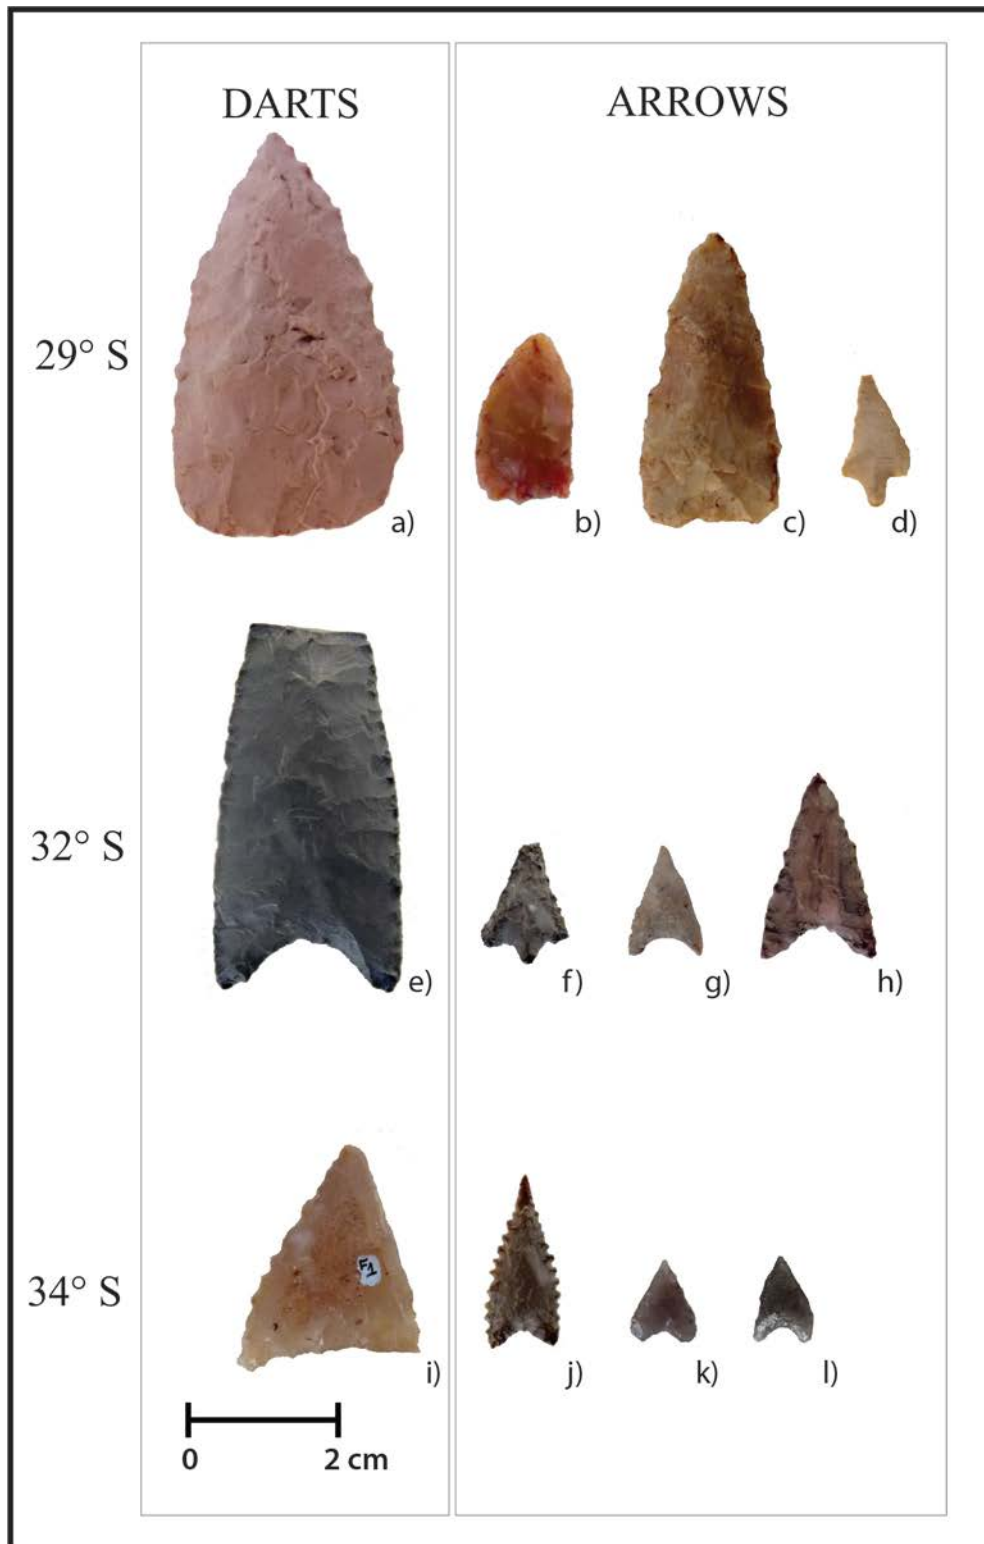 DARTS
ARROWS
29° S
a)
b)
c)
d)
32° S
e)
f)
g)
h)
34° S
F1
i)
j)
k)
l)
0
2 cm